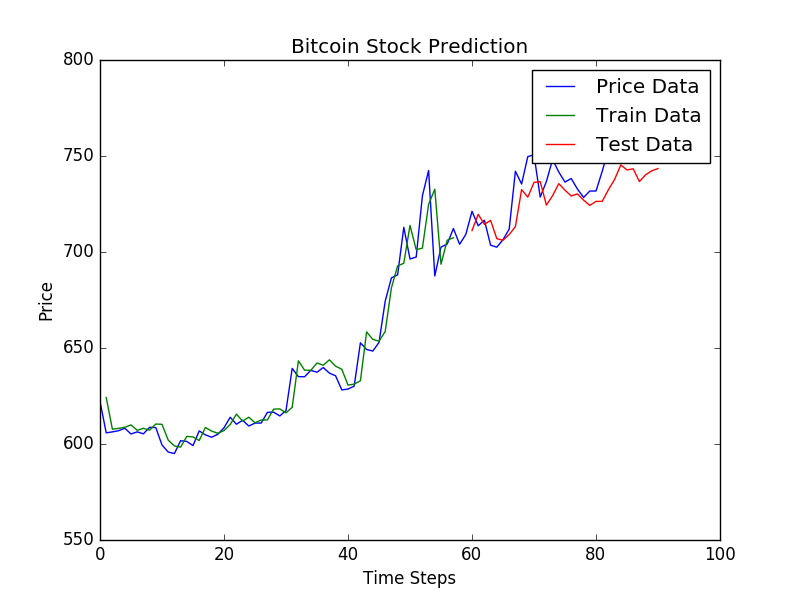 Bitcoin Stock Prediction
800
750
700
650
600
550
Price
Price Data
Train Data
Test Data
0
20
40
60
80
100
Time Steps